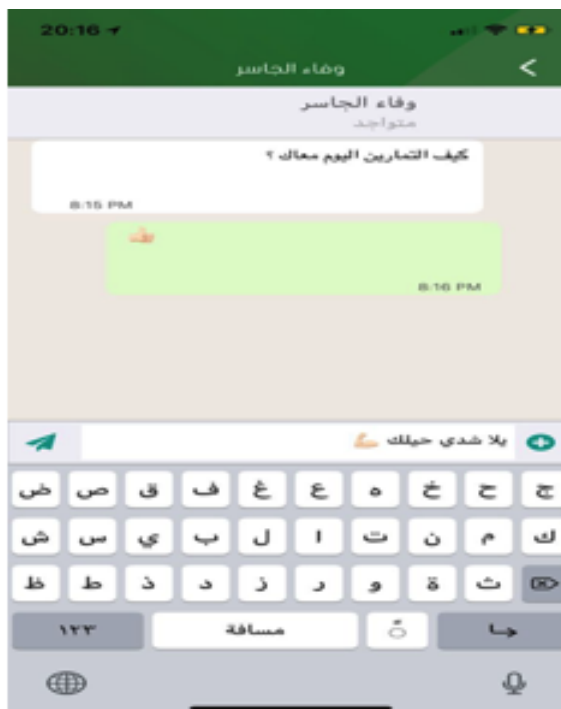 20:16
وفاء الجاسر
وفاء الجاسر
متواجد
كيف التمارين اليوم معاك ؟
8:15 PM
👍🏻
8:16 PM
يلا شدي حيلك 💪🏻
ض ص ق ف غ ع ه خ ح ج
ش س ي ب ل ا ت ن م ك
ظ ط ذ د ز ر و ة ث
١٢٣ مسافة جا